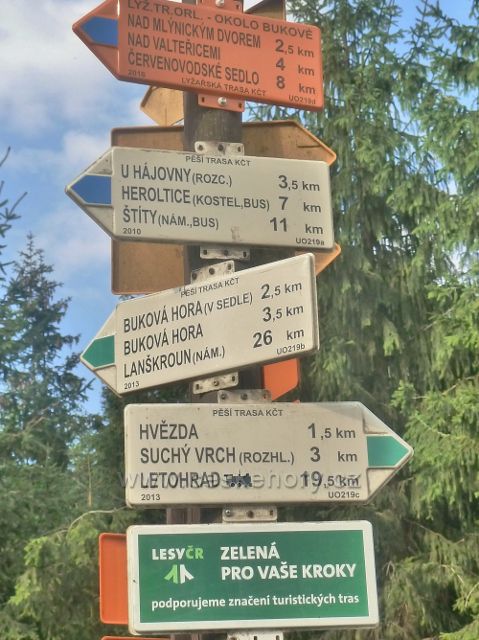 LYŽ.TR.ORL. - OKOLO BUKOVÉ
NAD MLÝNICKÝM DVOREM 2,5 km
NAD VALTEŘICEMI 4 km
ČERVENOVODSKÉ SEDLO 8 km
2010 LYŽAŘSKÁ TRASA KČT UO219d
PĚŠÍ TRASA KČT
U HÁJOVNY (ROZC.) 3,5 km
HEROLTICE (KOSTEL,BUS) 7 km
ŠTÍTY (NÁM.,BUS) 11 km
2010 UO219a
PĚŠÍ TRASA KČT
BUKOVÁ HORA (V SEDLE) 2,5 km
BUKOVÁ HORA 3,5 km
LANŠKROUN (NÁM.) 26 km
2013 UO219b
PĚŠÍ TRASA KČT
HVĚZDA 1,5 km
SUCHÝ VRCH (ROZHL.) 3 km
LETOHRAD 19,5 km
2013 UO219c
LESY ČR
ZELENÁ
PRO VAŠE KROKY
podporujeme značení turistických tras